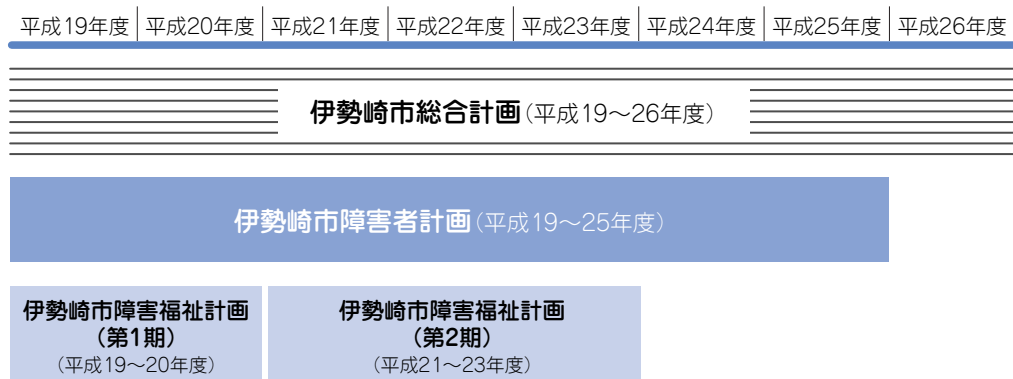 平成19年度 平成20年度 平成21年度 平成22年度 平成23年度 平成24年度 平成25年度 平成26年度
伊勢崎市総合計画（平成19～26年度）
伊勢崎市障害者計画（平成19～25年度）
伊勢崎市障害福祉計画
（第1期）
（平成19～20年度）
伊勢崎市障害福祉計画
（第2期）
（平成21～23年度）